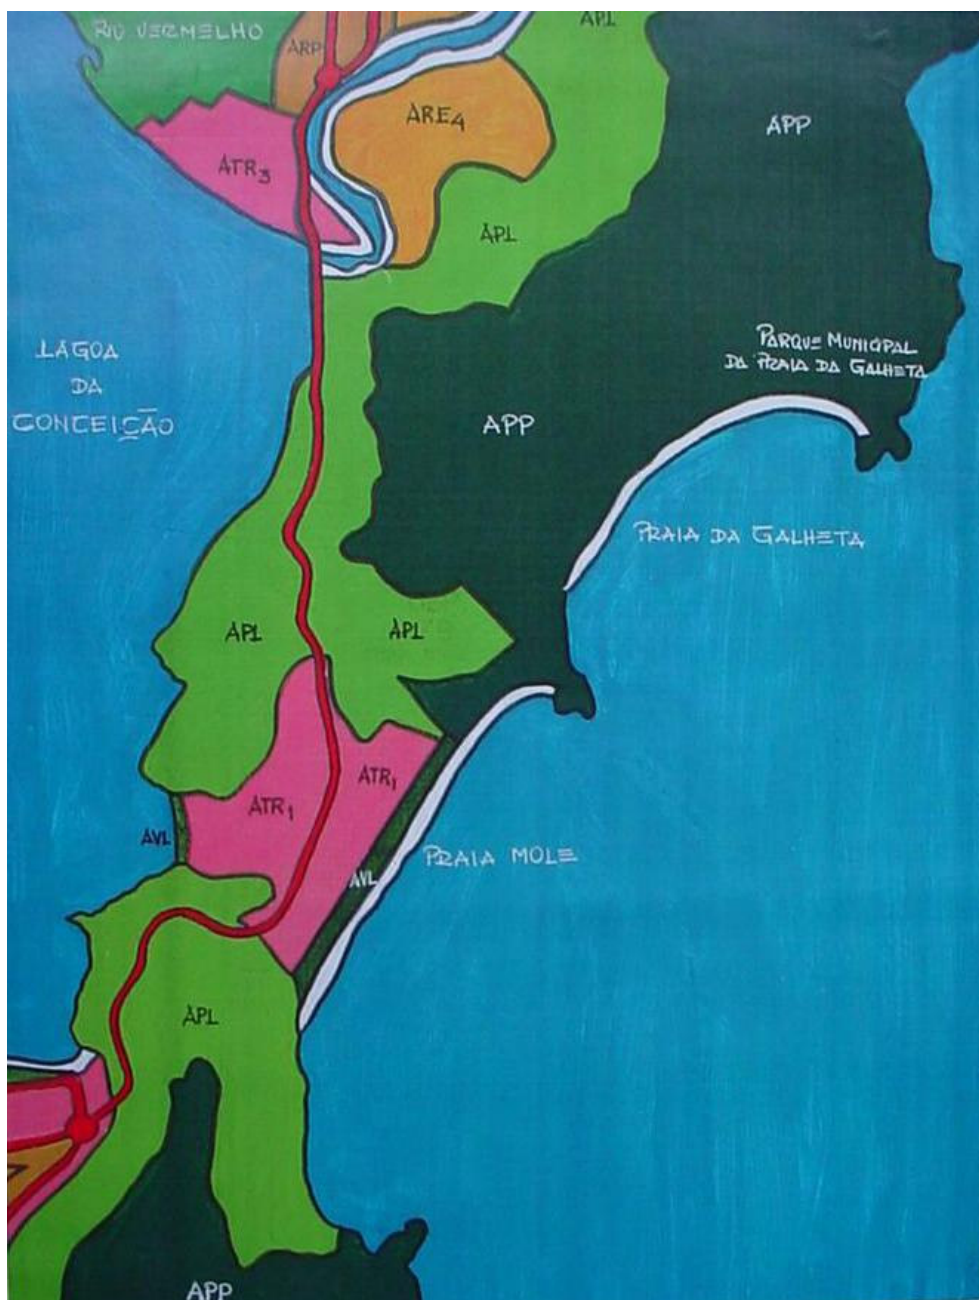 RIO VERMELHO
ARP
APL
ARE4
APP
ATR3
APL
PARQUE MUNICIPAL
DA PRAIA DA GALHETA
LAGOA
DA
CONCEIÇÃO
APP
PRAIA DA GALHETA
APL
APL
ATR1
ATR1
AVL
PRAIA MOLE
AVL
APL
APP